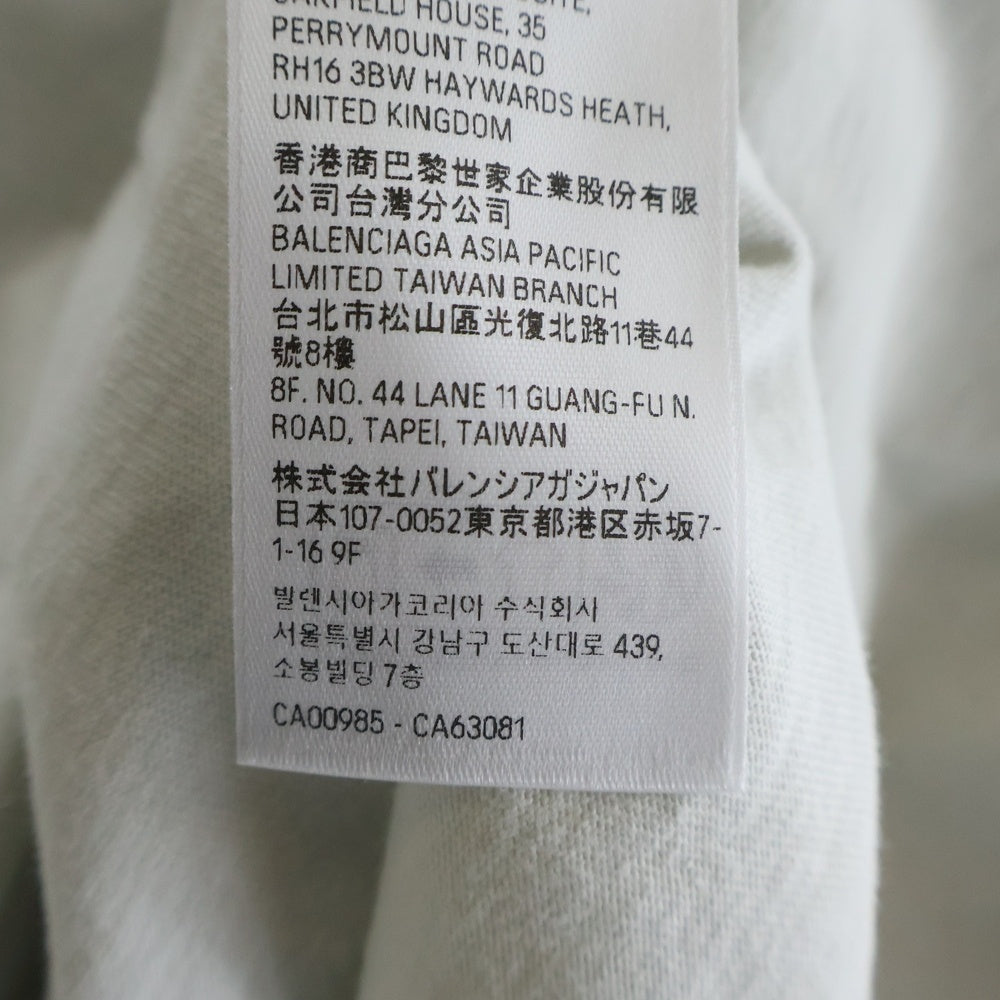 OAKFIELD HOUSE, 35
PERRYMOUNT ROAD
RH16 3BW HAYWARDS HEATH,
UNITED KINGDOM
香港商巴黎世家企業股份有限
公司台灣分公司
BALENCIAGA ASIA PACIFIC
LIMITED TAIWAN BRANCH
台北市松山區光復北路11巷44
號8樓
8F. NO. 44 LANE 11 GUANG-FU N.
ROAD, TAPEI, TAIWAN
株式会社バレンシアガジャパン
日本107-0052東京都港区赤坂7-
1-16 9F
발렌시아가코리아 주식회사
서울특별시 강남구 도산대로 439,
소봉빌딩 7층
CA00985 - CA63081